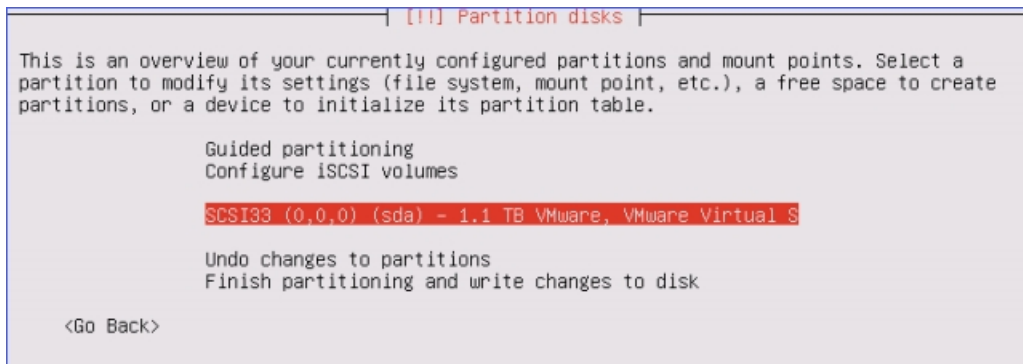 [!!] Partition disks
This is an overview of your currently configured partitions and mount points. Select a
partition to modify its settings (file system, mount point, etc.), a free space to create
partitions, or a device to initialize its partition table.
Guided partitioning
Configure iSCSI volumes
SCSI33 (0,0,0) (sda) - 1.1 TB VMware, VMware Virtual S
Undo changes to partitions
Finish partitioning and write changes to disk
<Go Back>